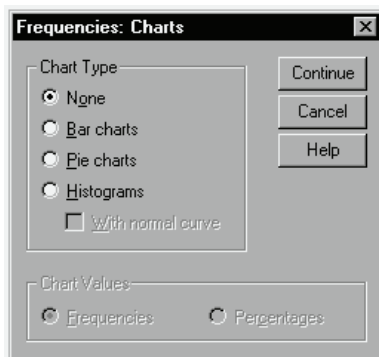 Frequencies: Charts
Chart Type
None
Bar charts
Pie charts
Histograms
With normal curve
Continue
Cancel
Help
Chart Values
Frequencies
Percentages